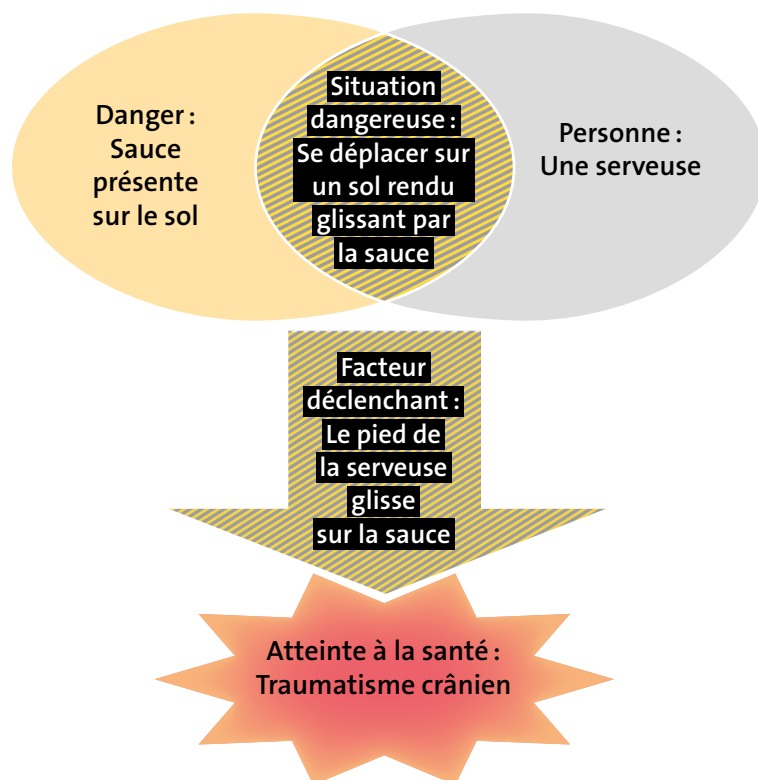 Danger :
Sauce
présente
sur le sol
Situation
dangereuse :
Se déplacer sur
un sol rendu
glissant par
la sauce
Personne :
Une serveuse
Facteur
déclenchant :
Le pied de
la serveuse
glisse
sur la sauce
Atteinte à la santé :
Traumatisme crânien